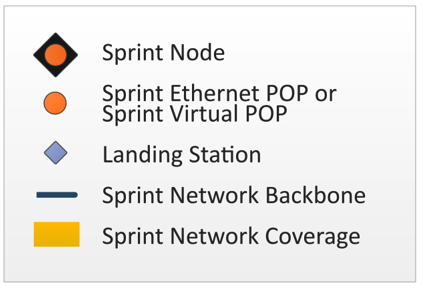 Sprint Node
Sprint Ethernet POP or
Sprint Virtual POP
Landing Station
Sprint Network Backbone
Sprint Network Coverage